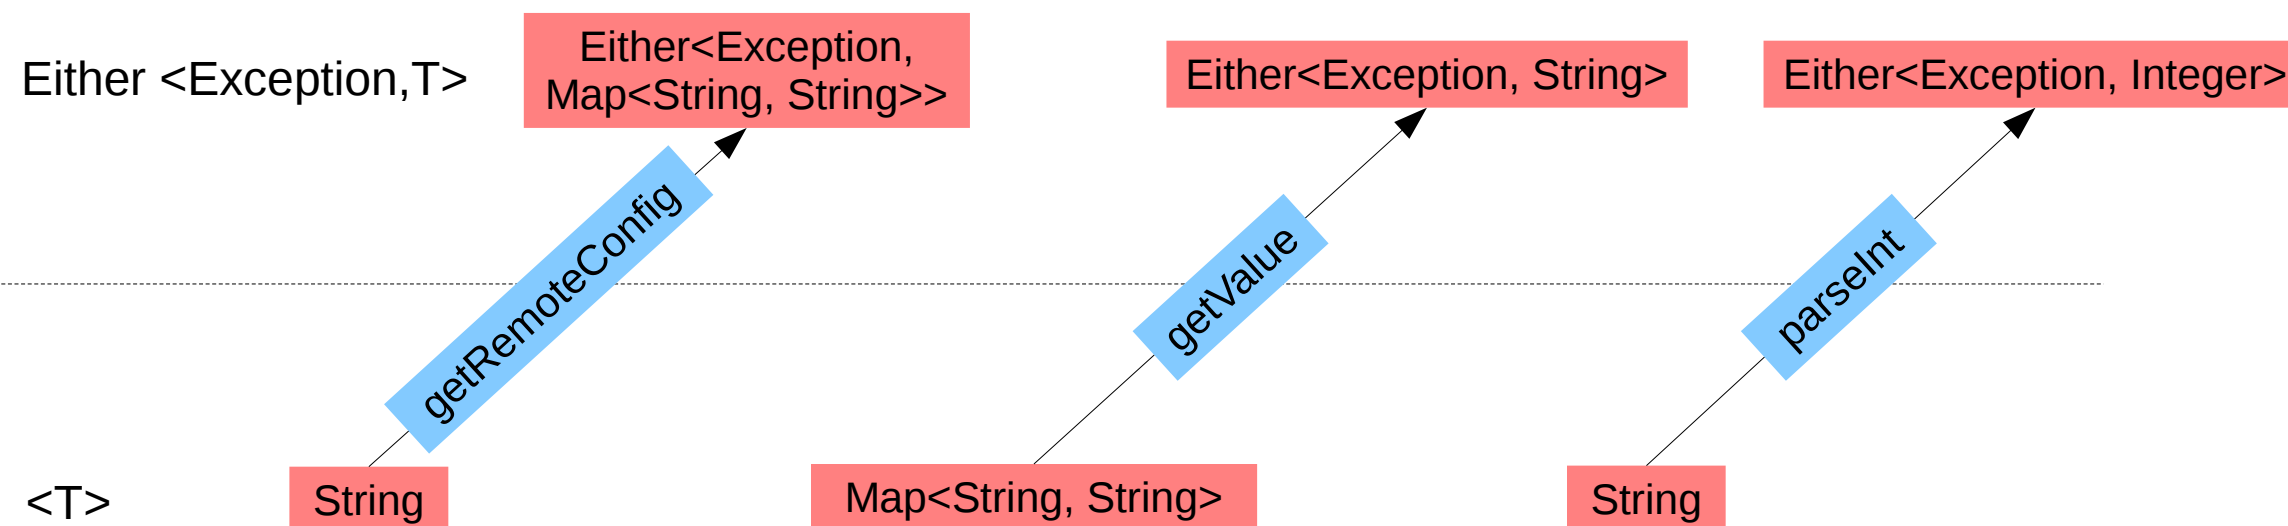 Either <Exception,T>
Either<Exception,
Map<String, String>>
Either<Exception, String>
Either<Exception, Integer>
getRemoteConfig
getValue
parseInt
<T>
String
Map<String, String>
String